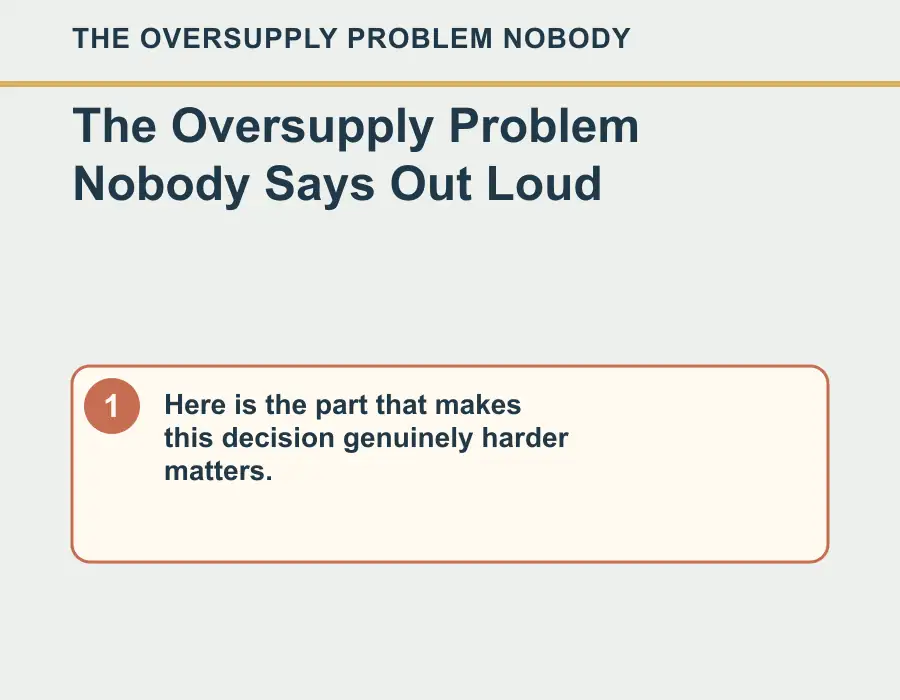 THE OVERSUPPLY PROBLEM NOBODY
The Oversupply Problem
Nobody Says Out Loud
1
Here is the part that makes
this decision genuinely harder
matters.